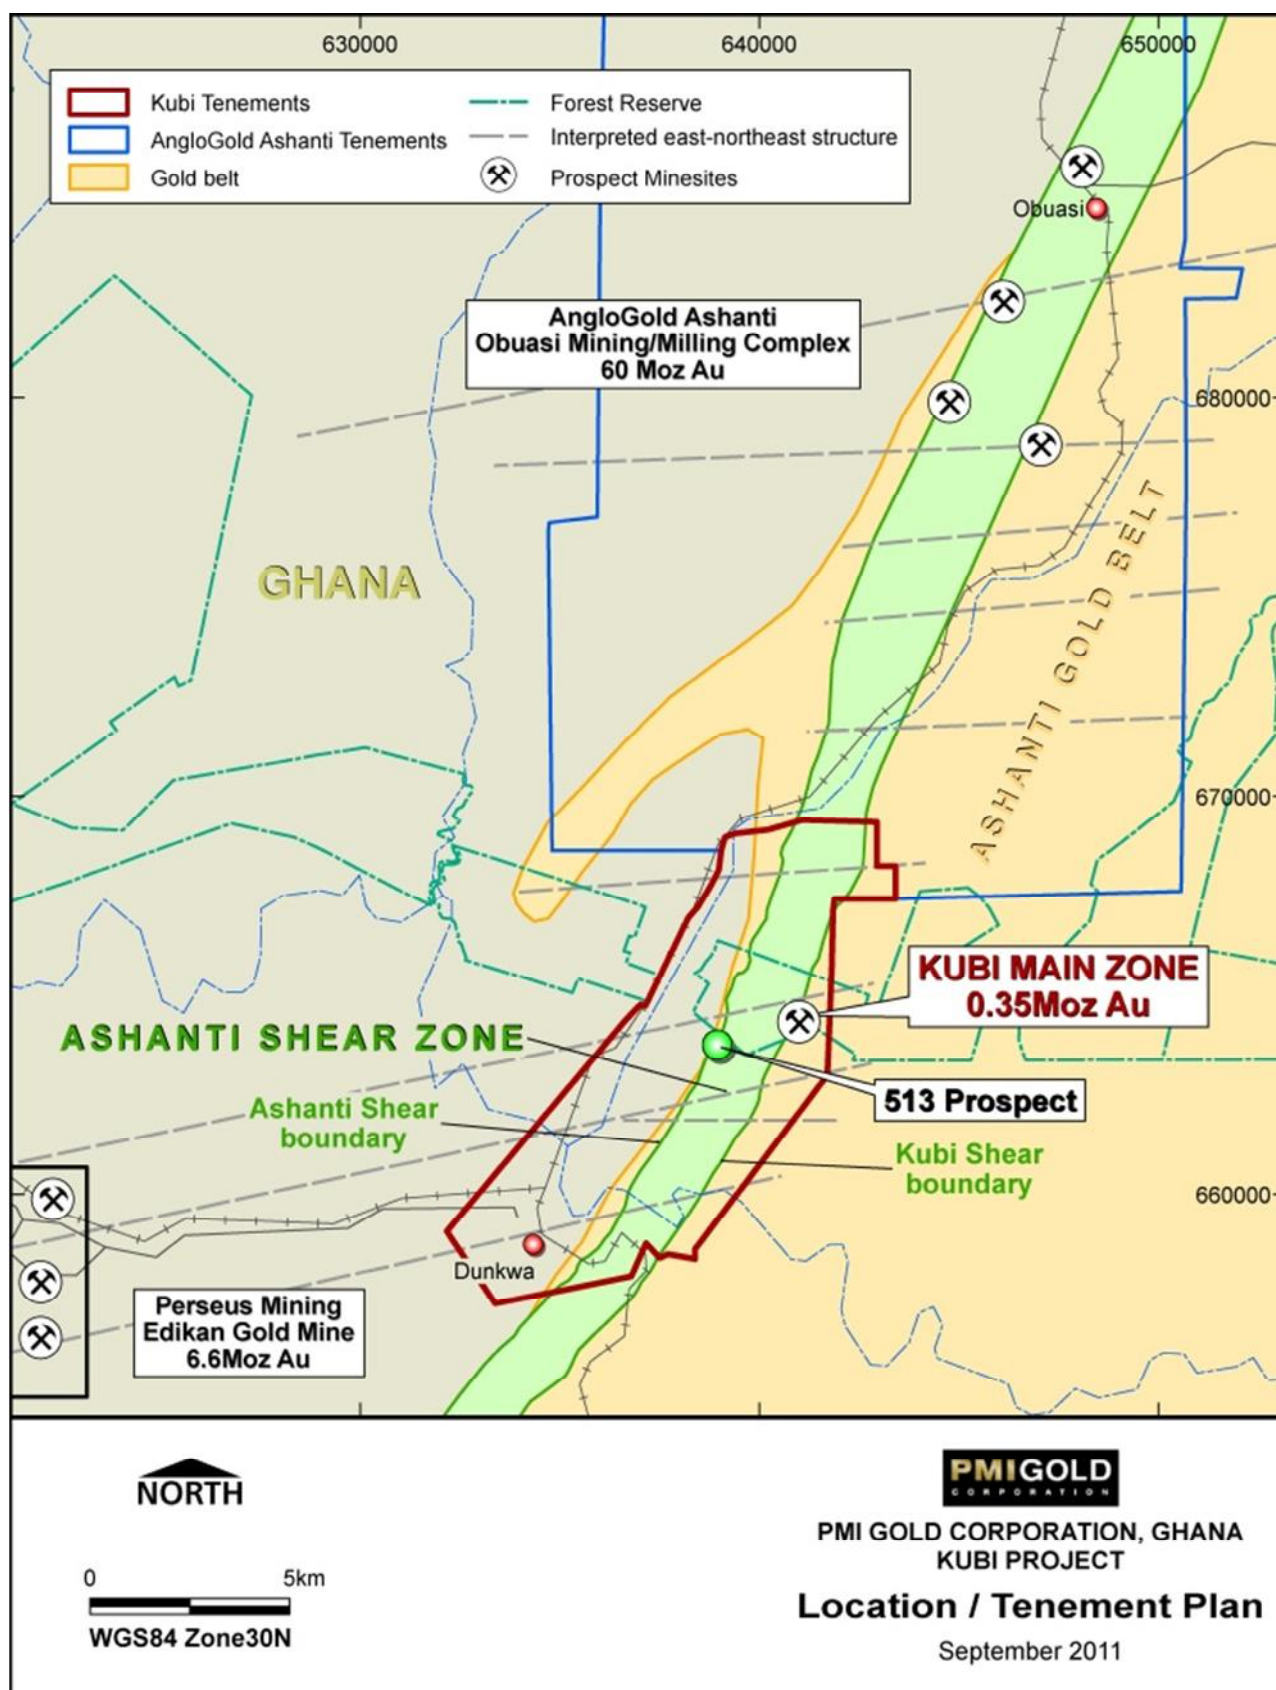 630000
640000
650000
Kubi Tenements
AngloGold Ashanti Tenements
Gold belt
Forest Reserve
Interpreted east-northeast structure
Prospect Minesites
Obuasi
AngloGold Ashanti
Obuasi Mining/Milling Complex
60 Moz Au
680000
GHANA
ASHANTI GOLD BELT
670000
KUBI MAIN ZONE
0.35Moz Au
ASHANTI SHEAR ZONE
513 Prospect
Ashanti Shear
boundary
Kubi Shear
boundary
660000
Dunkwa
Perseus Mining
Edikan Gold Mine
6.6Moz Au
NORTH
0 5km
WGS84 Zone30N
PMIGOLD
CORPORATION
PMI GOLD CORPORATION, GHANA
KUBI PROJECT
Location / Tenement Plan
September 2011